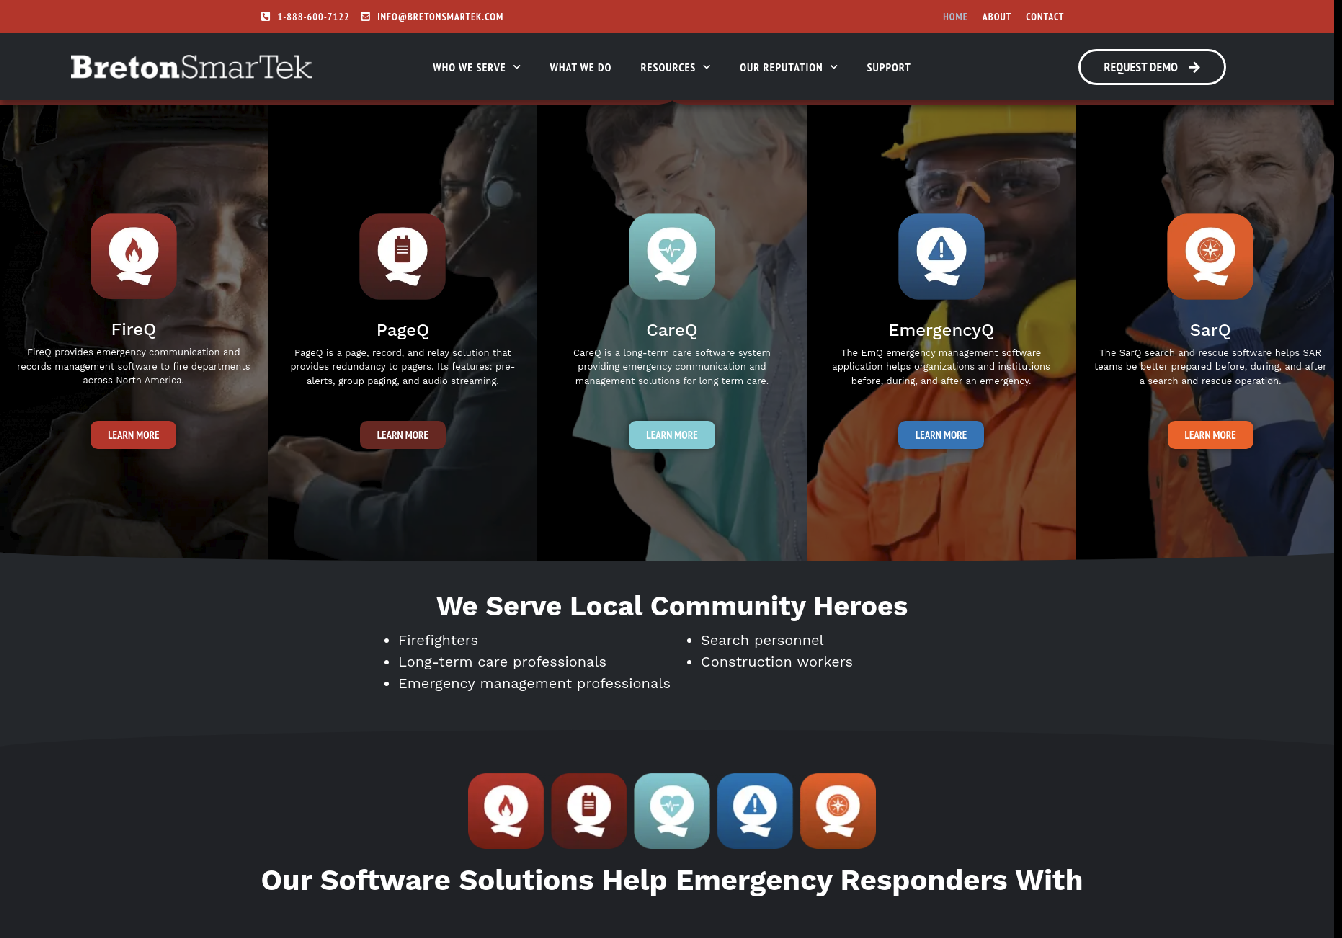 1-888-600-7122 INFO@BRETONSMARTEK.COM HOME ABOUT CONTACT
BretonSmarTek WHO WE SERVE WHAT WE DO RESOURCES OUR REPUTATION SUPPORT REQUEST DEMO
FireQ
FireQ provides emergency communication and
records management software to fire departments
across North America.
LEARN MORE
PageQ
PageQ is a page, record, and relay solution that
provides redundancy to pagers. Its features: pre-
alerts, group paging, and audio streaming.
LEARN MORE
CareQ
CareQ is a long-term care software system
providing emergency communication and
management solutions for long term care.
LEARN MORE
EmergencyQ
The EmQ emergency management software
application helps organizations and institutions
before, during, and after an emergency.
LEARN MORE
SarQ
The SarQ search and rescue software helps SAR
teams be better prepared before, during, and after
a search and rescue operation.
LEARN MORE
We Serve Local Community Heroes
• Firefighters
• Long-term care professionals
• Emergency management professionals
• Search personnel
• Construction workers
Our Software Solutions Help Emergency Responders With